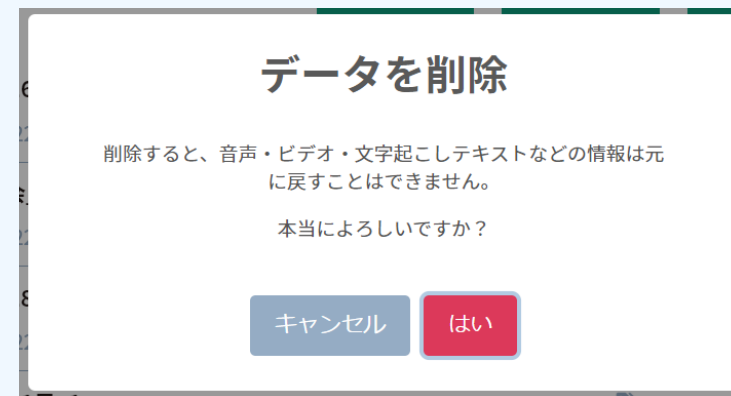 データを削除
削除すると、音声・ビデオ・文字起こしテキストなどの情報は元
に戻すことはできません。
本当によろしいですか？
キャンセル
はい